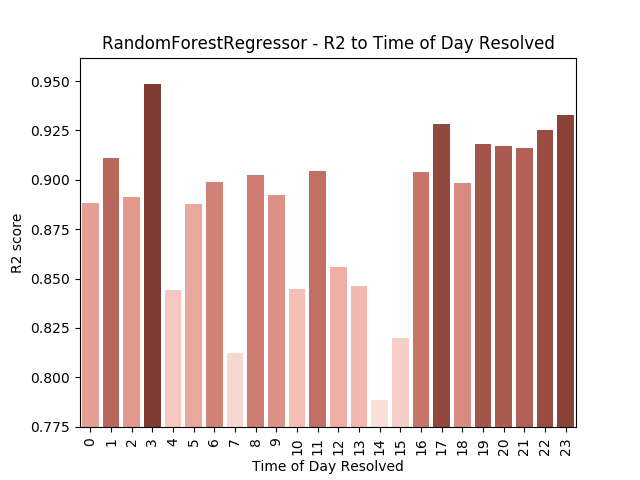 RandomForestRegressor - R2 to Time of Day Resolved
0.950
0.925
0.900
0.875
0.850
0.825
0.800
0.775
R2 score
0 1 2 3 4 5 6 7 8 9 10 11 12 13 14 15 16 17 18 19 20 21 22 23
Time of Day Resolved